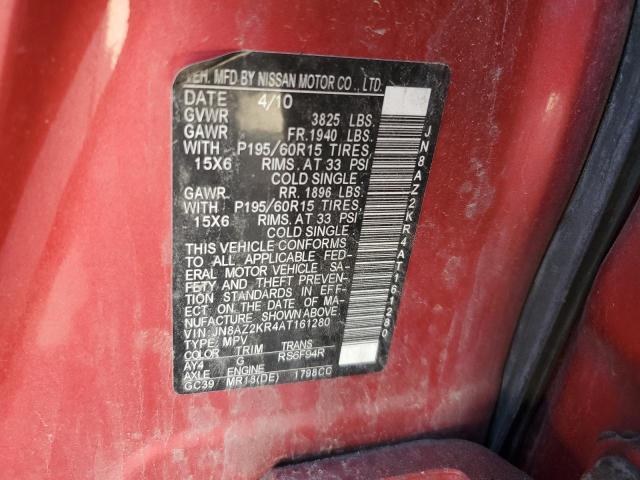 VEH. MFD BY NISSAN MOTOR CO., LTD.
DATE 4/10
GVWR 3825 LBS.
GAWR FR. 1940 LBS.
WITH P195/60R15 TIRES,
15X6 RIMS. AT 33 PSI
COLD SINGLE.
GAWR. RR. 1896 LBS.
WITH P195/60R15 TIRES,
15X6 RIMS. AT 33 PSI
COLD SINGLE.
THIS VEHICLE CONFORMS
TO ALL APPLICABLE FED-
ERAL MOTOR VEHICLE SA-
FETY AND THEFT PREVEN-
TION STANDARDS IN EFF-
ECT ON THE DATE OF MA-
NUFACTURE SHOWN ABOVE.
VIN: JN8AZ2KR4AT161280
TYPE: MPV
COLOR TRIM TRANS
AY4 G RS6F94R
AXLE ENGINE
GC39 MR18(DE) 1798CC
JN8AZ2KR4AT161280